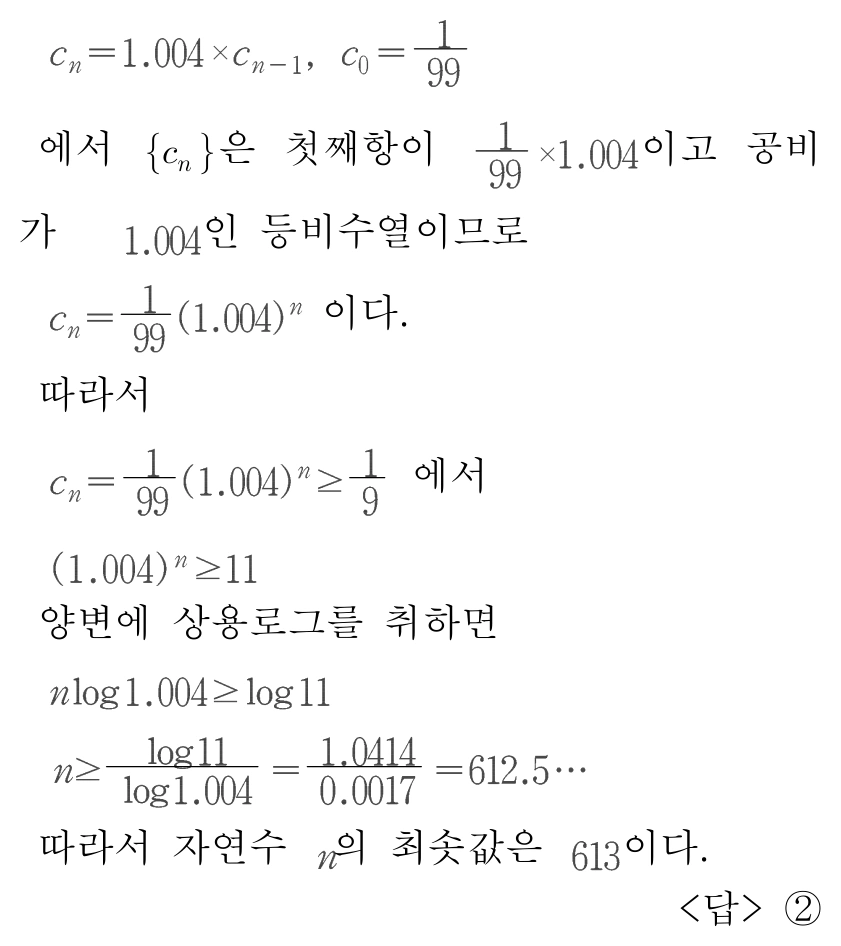 cₙ=1.004×cₙ₋₁, c₀=1/99
에서 {cₙ}은 첫째항이 1/99×1.004이고 공비
가 1.004인 등비수열이므로
cₙ=1/99(1.004)ⁿ 이다.
따라서
cₙ=1/99(1.004)ⁿ≥1/9 에서
(1.004)ⁿ≥11
양변에 상용로그를 취하면
nlog1.004≥log11
n≥log11/log1.004=1.0414/0.0017=612.5⋯
따라서 자연수 n의 최솟값은 613이다.
<답> ②